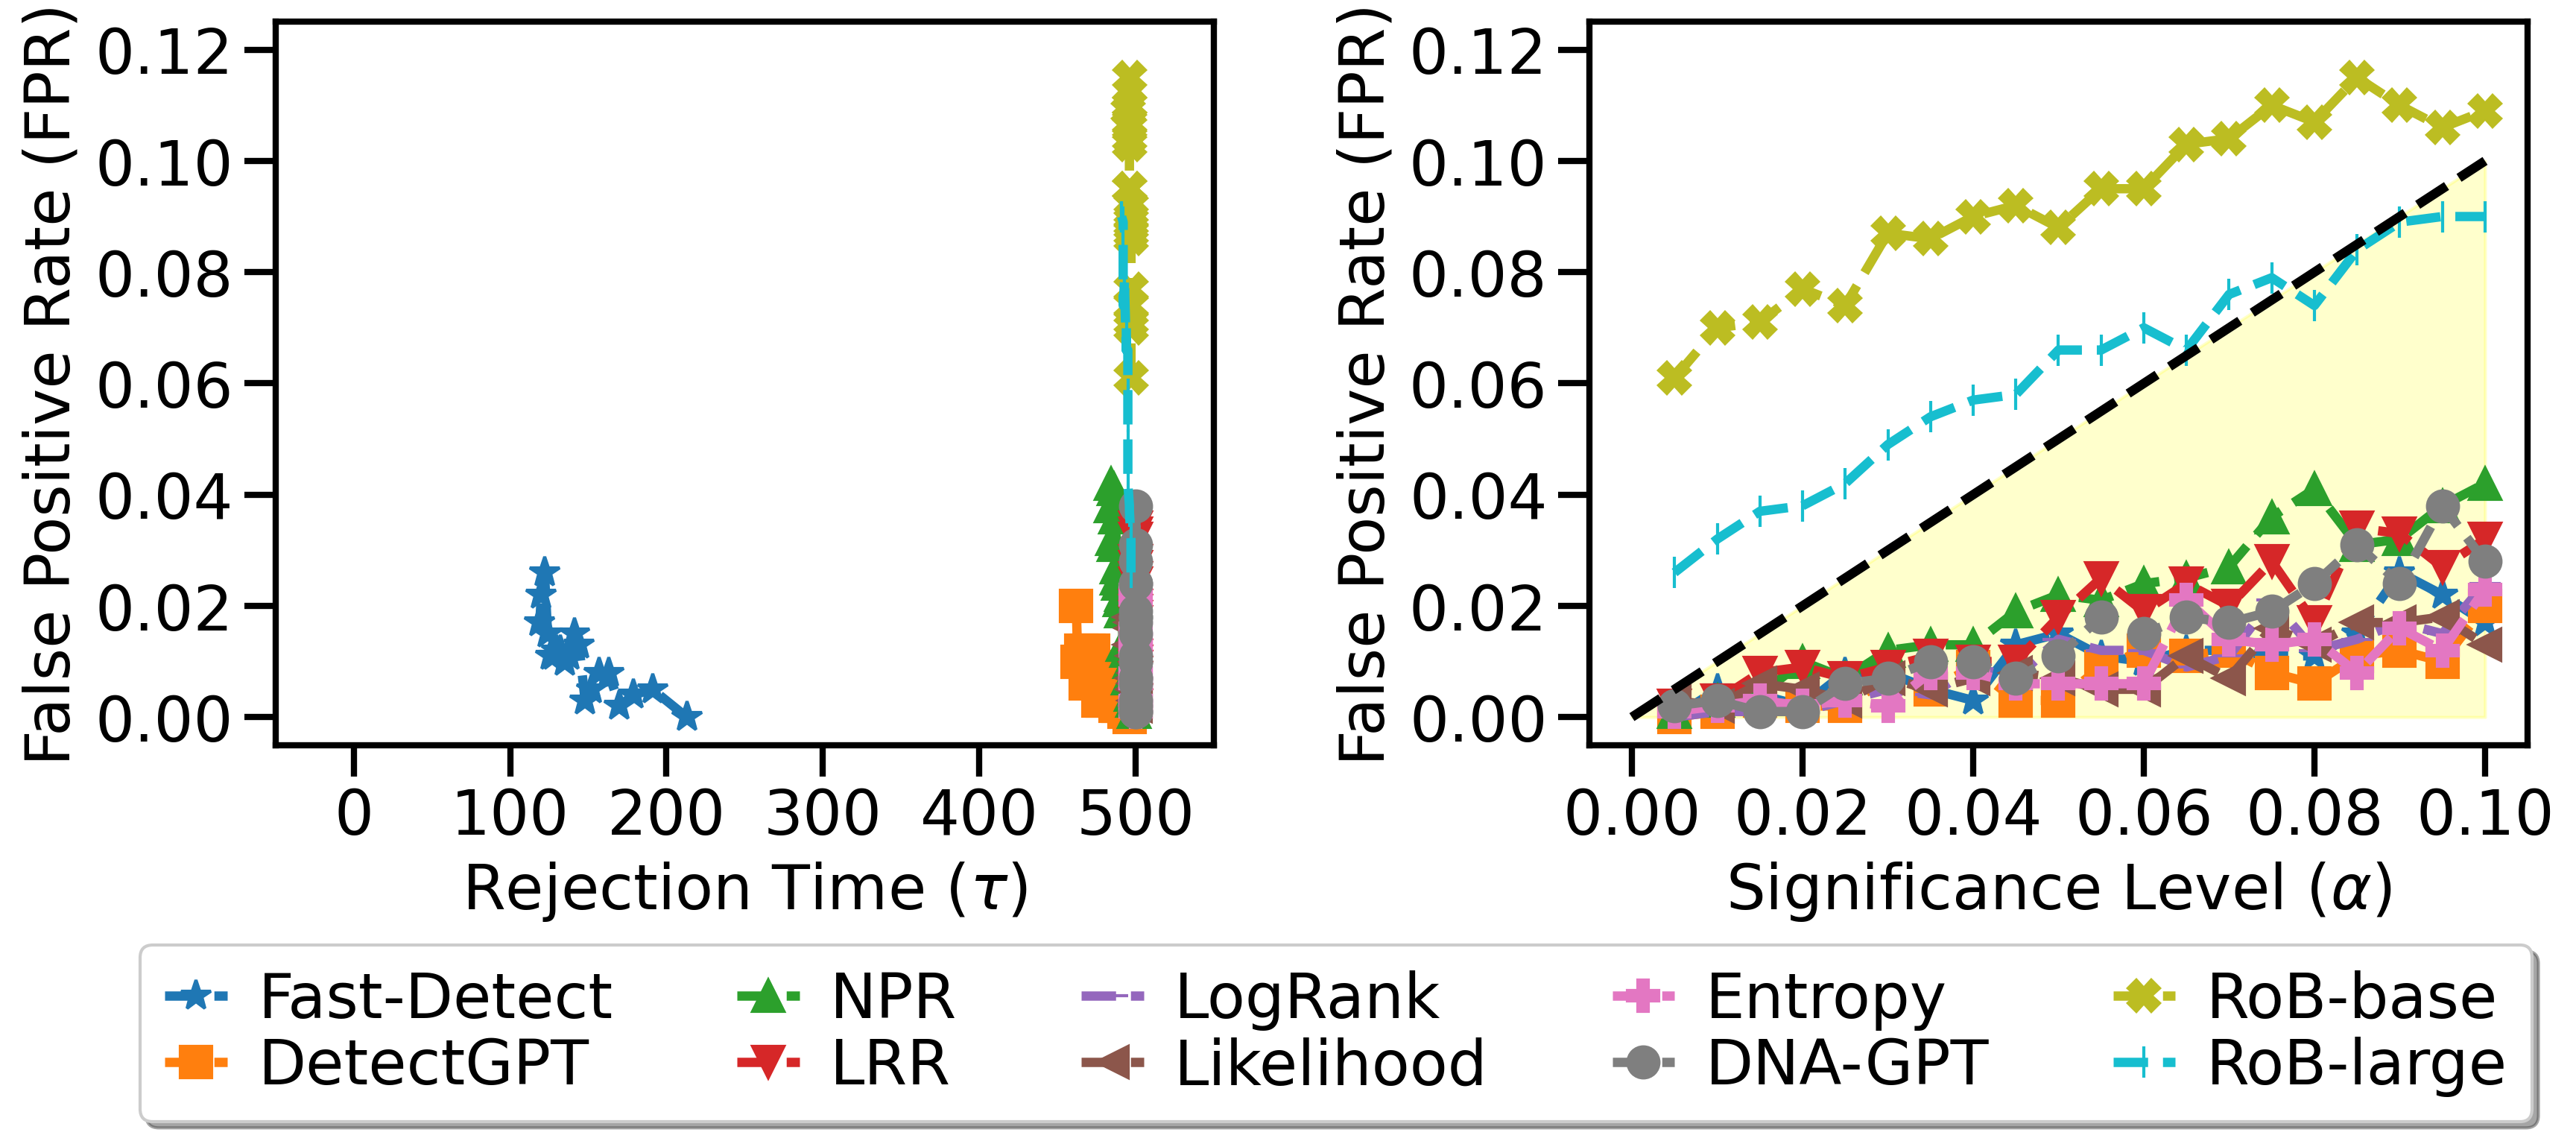 False Positive Rate (FPR)
0.12
0.10
0.08
0.06
0.04
0.02
0.00
0 100 200 300 400 500
Rejection Time (τ)
False Positive Rate (FPR)
0.12
0.10
0.08
0.06
0.04
0.02
0.00
0.00 0.02 0.04 0.06 0.08 0.10
Significance Level (α)
Fast-Detect NPR LogRank Entropy RoB-base
DetectGPT LRR Likelihood DNA-GPT RoB-large